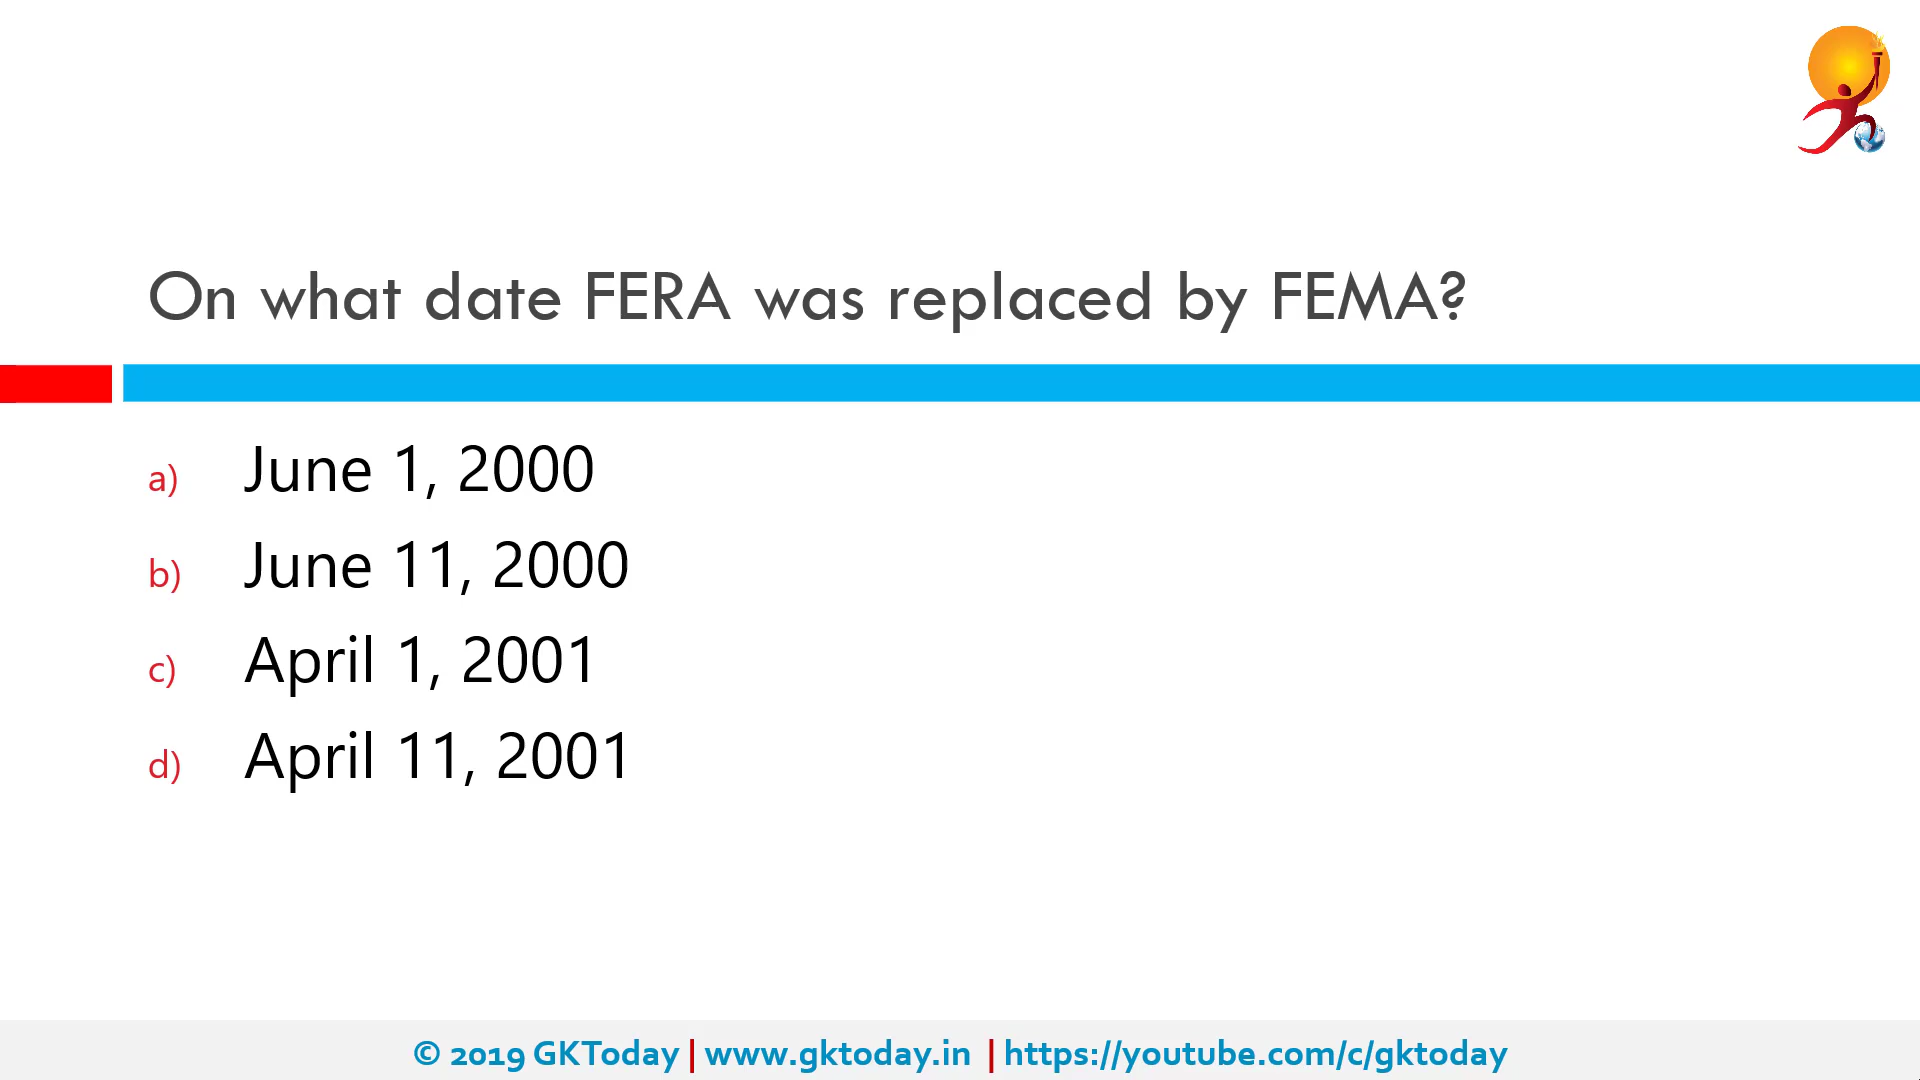 On what date FERA was replaced by FEMA?
a) June 1, 2000
b) June 11, 2000
c) April 1, 2001
d) April 11, 2001
© 2019 GKToday | www.gktoday.in | https://youtube.com/c/gktoday